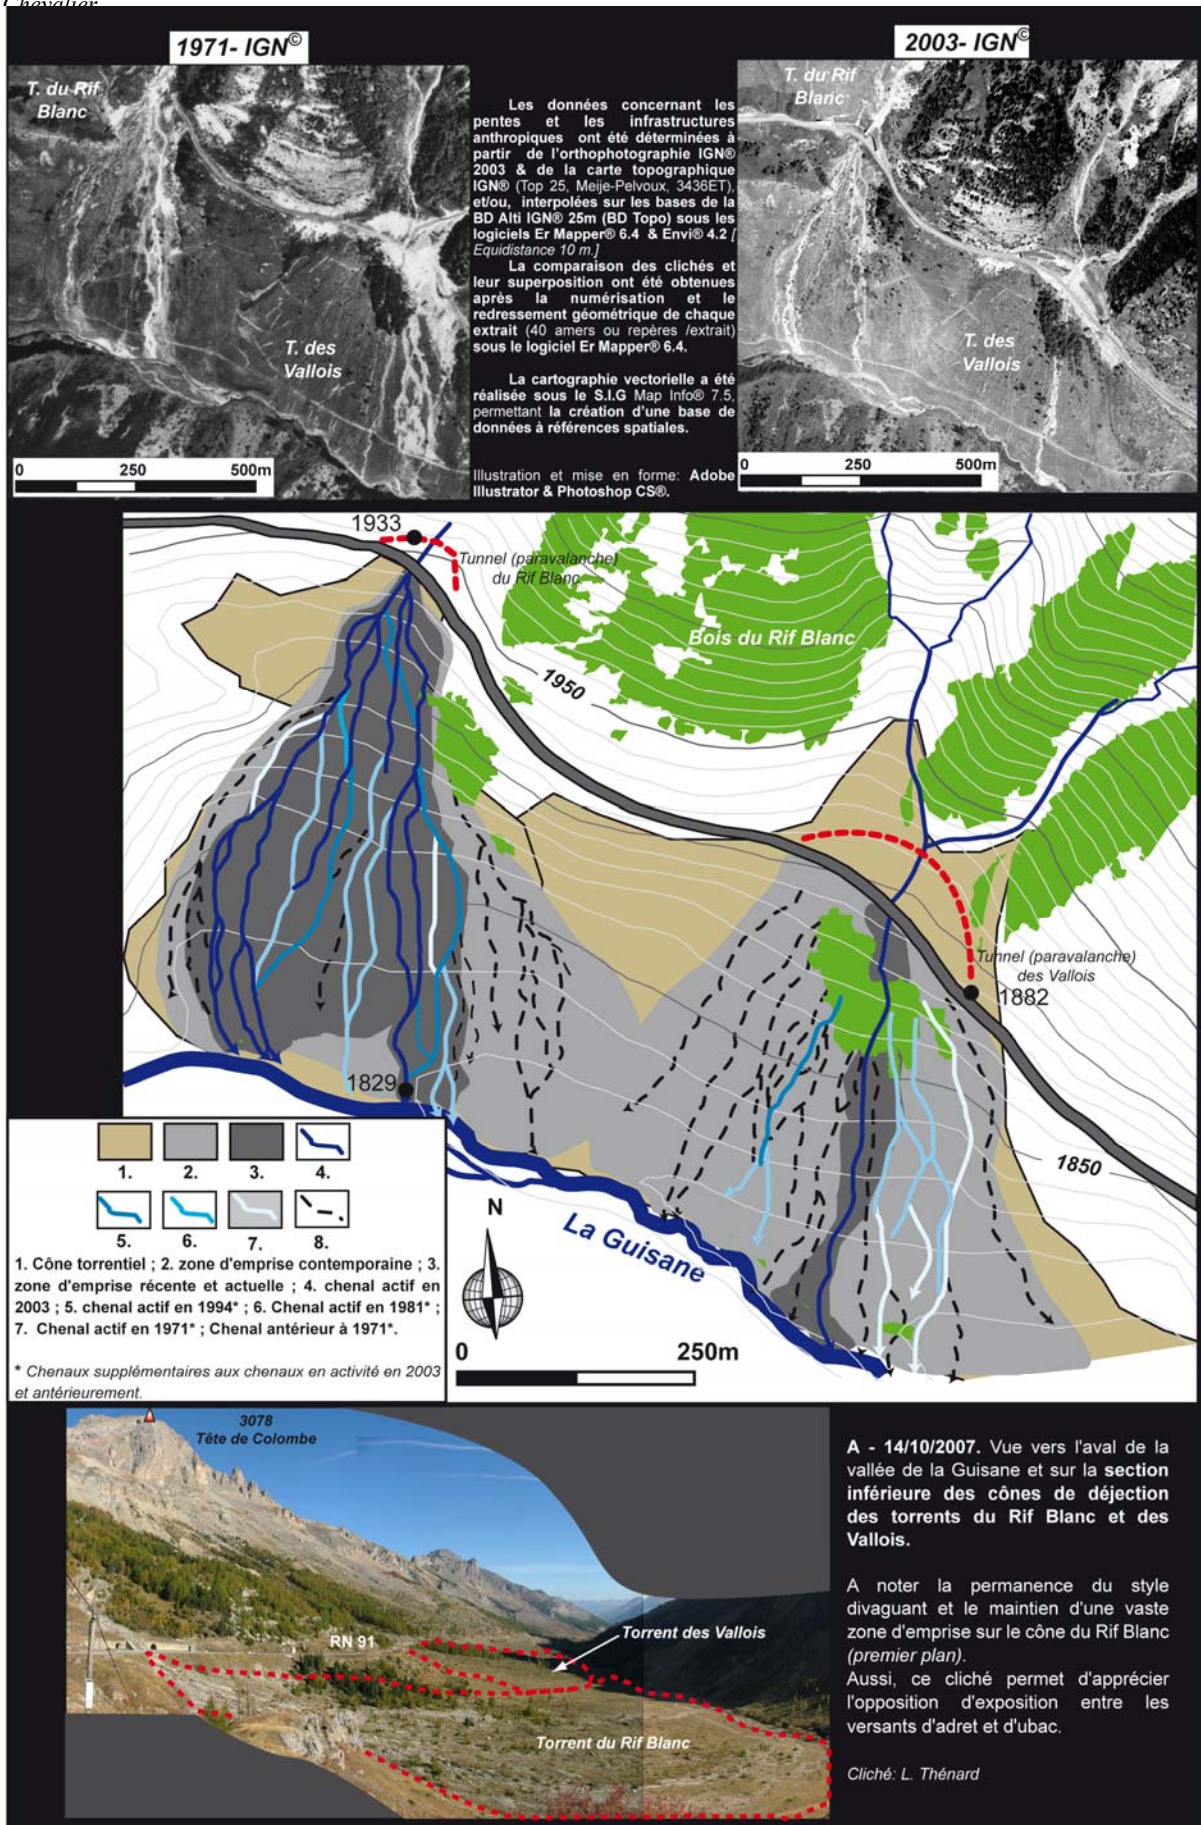 Chevalier
1971- IGN©
2003- IGN©
T. du Rif
Blanc
T. des
Vallois
0 250 500m
Les données concernant les
pentes et les infrastructures
anthropiques ont été déterminées à
partir de l'orthophotographie IGN®
2003 & de la carte topographique
IGN® (Top 25, Meije-Pelvoux, 3436ET),
et/ou, interpolées sur les bases de la
BD Alti IGN® 25m (BD Topo) sous les
logiciels Er Mapper® 6.4 & Envi® 4.2 [
Equidistance 10 m.]
La comparaison des clichés et
leur superposition ont été obtenues
après la numérisation et le
redressement géométrique de chaque
extrait (40 amers ou repères /extrait)
sous le logiciel Er Mapper® 6.4.
La cartographie vectorielle a été
réalisée sous le S.I.G Map Info® 7.5,
permettant la création d'une base de
données à références spatiales.
Illustration et mise en forme: Adobe
Illustrator & Photoshop CS®.
T. du Rif
Blanc
T. des
Vallois
0 250 500m
1933
Tunnel (paravalanche)
du Rif Blanc
Bois du Rif Blanc
1950
Tunnel (paravalanche)
des Vallois
1882
1829
1850
La Guisane
N
0 250m
1. 2. 3. 4.
5. 6. 7. 8.
1. Cône torrentiel ; 2. zone d'emprise contemporaine ; 3.
zone d'emprise récente et actuelle ; 4. chenal actif en
2003 ; 5. chenal actif en 1994* ; 6. Chenal actif en 1981* ;
7. Chenal actif en 1971* ; Chenal antérieur à 1971*.
* Chenaux supplémentaires aux chenaux en activité en 2003
et antérieurement.
3078
Tête de Colombe
RN 91
Torrent des Vallois
Torrent du Rif Blanc
A - 14/10/2007. Vue vers l'aval de la
vallée de la Guisane et sur la section
inférieure des cônes de déjection
des torrents du Rif Blanc et des
Vallois.
A noter la permanence du style
divaguant et le maintien d'une vaste
zone d'emprise sur le cône du Rif Blanc
(premier plan).
Aussi, ce cliché permet d'apprécier
l'opposition d'exposition entre les
versants d'adret et d'ubac.
Cliché: L. Thénard